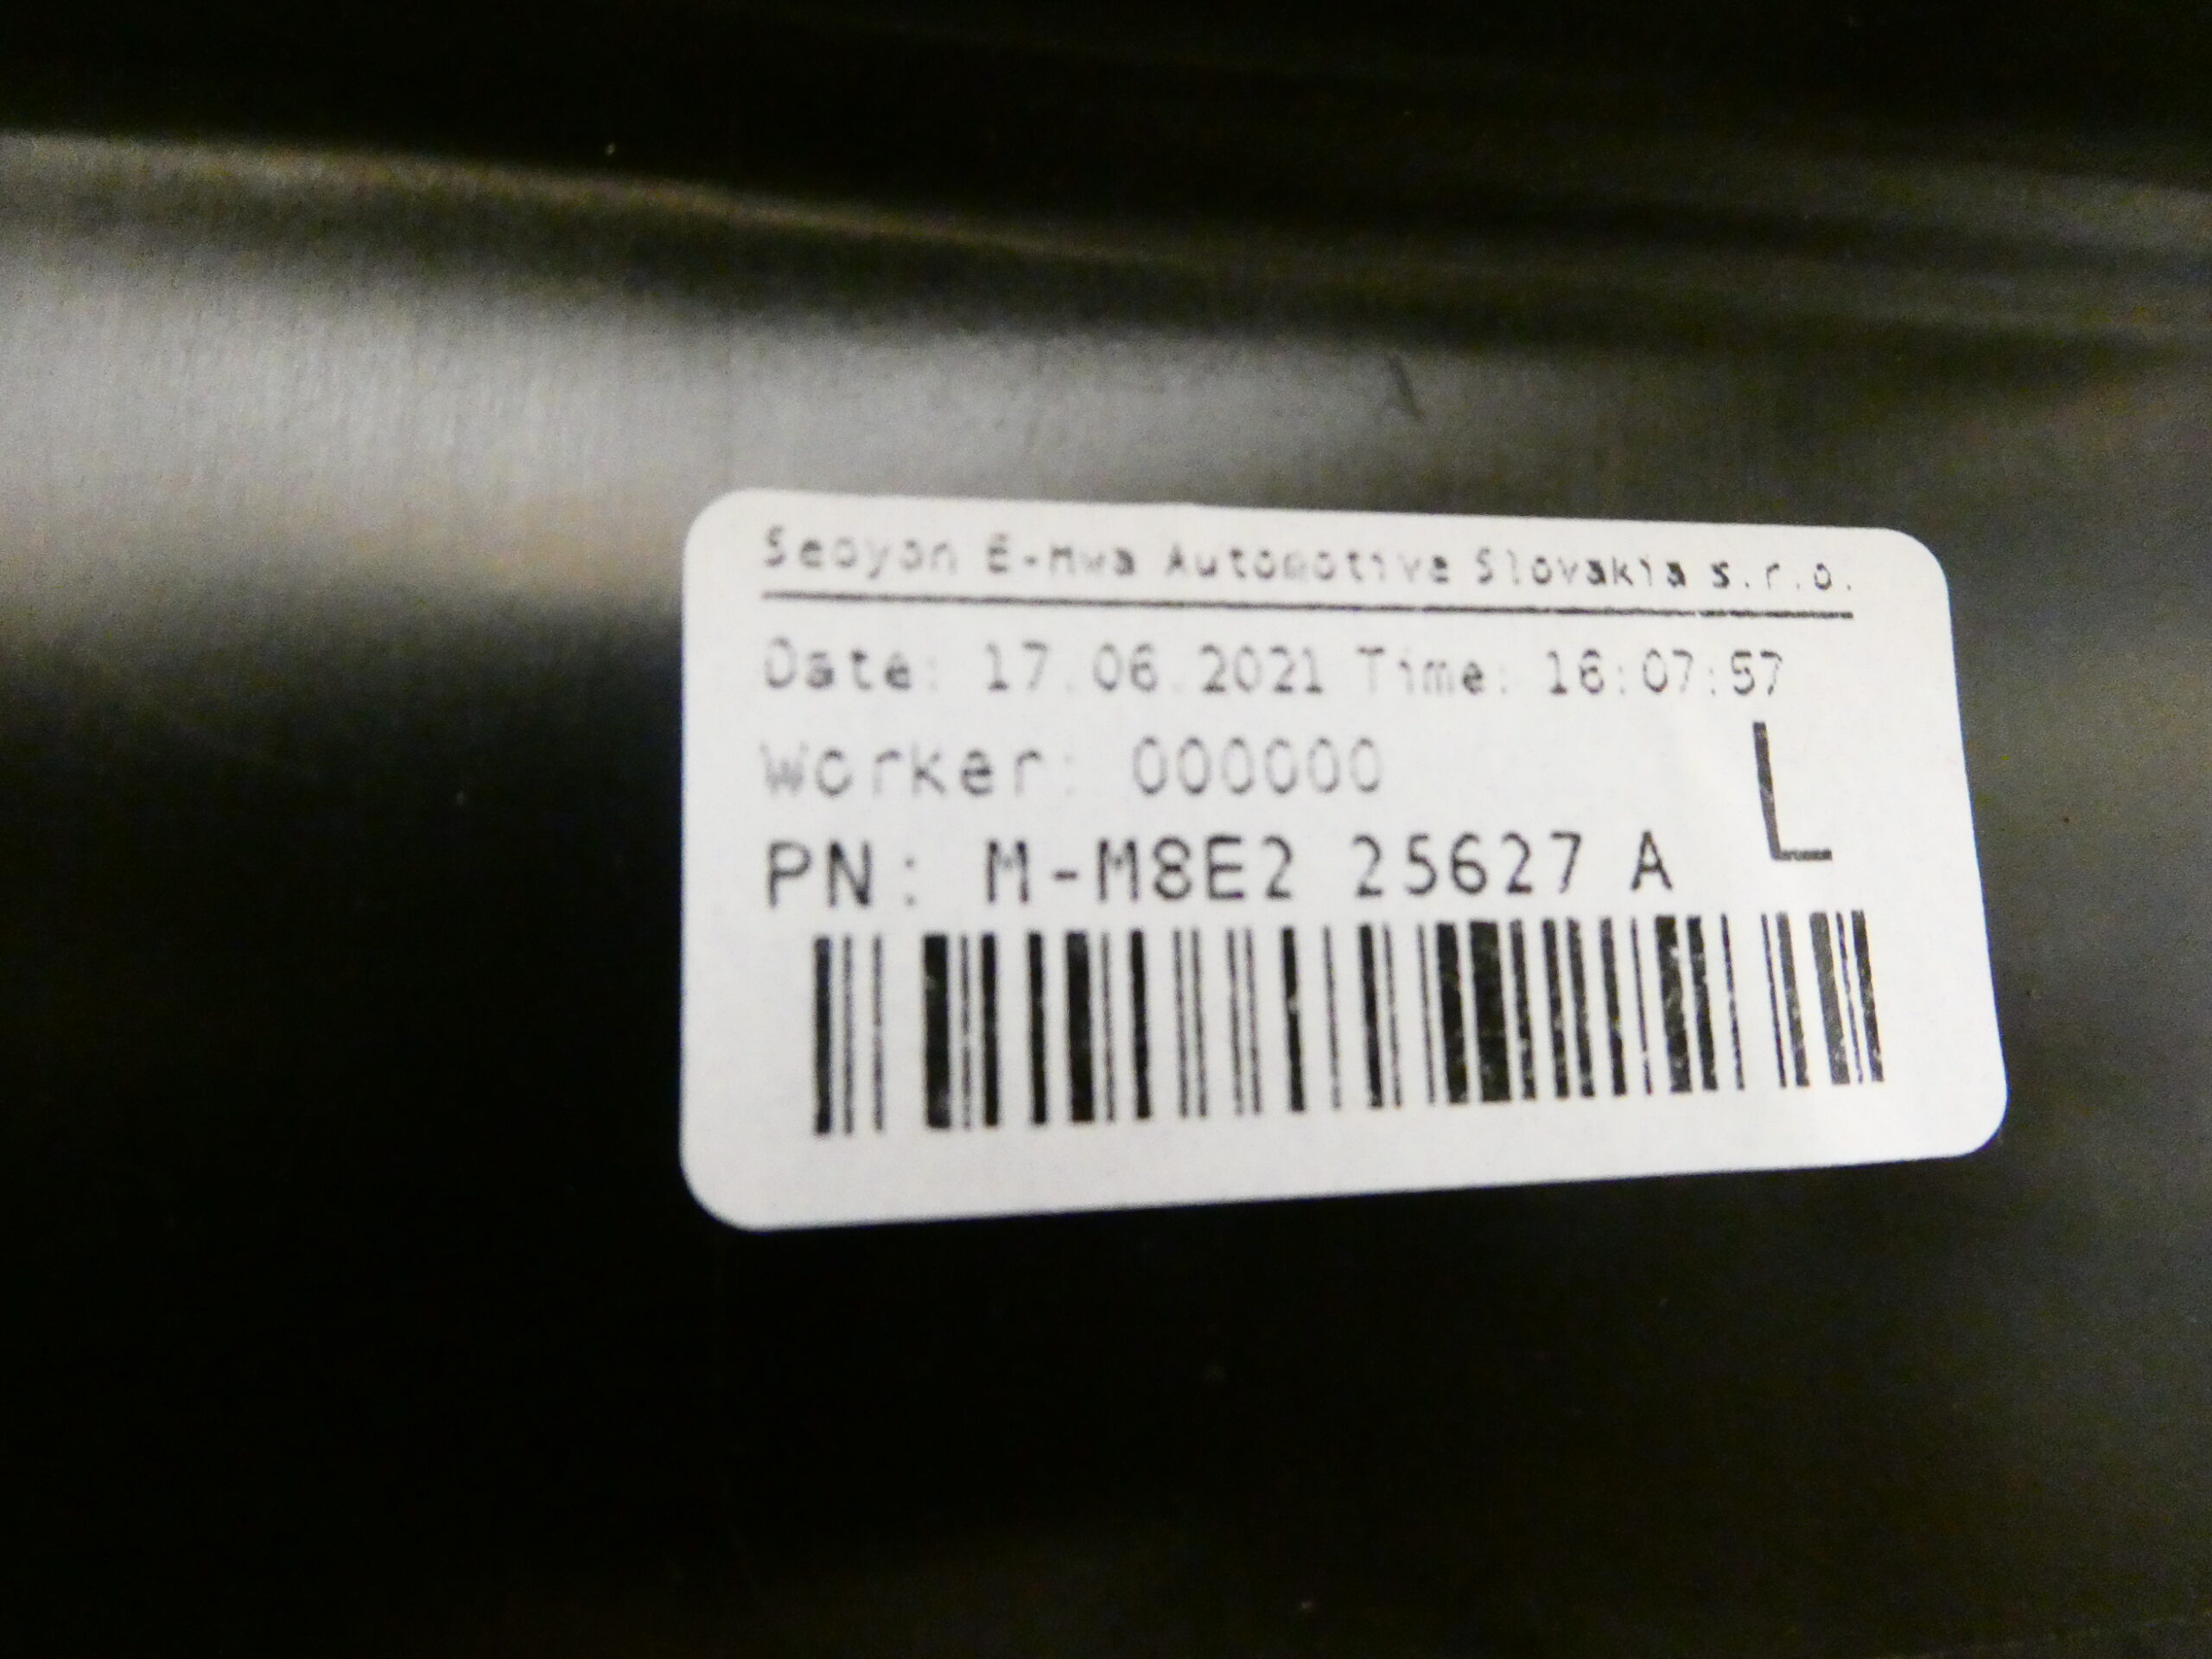 Seoyon E-Hwa Automotive Slovakia s.r.o.
Date: 17.06.2021 Time: 16:07:57
Worker: 000000
L
PN: M-M8E2 25627 A